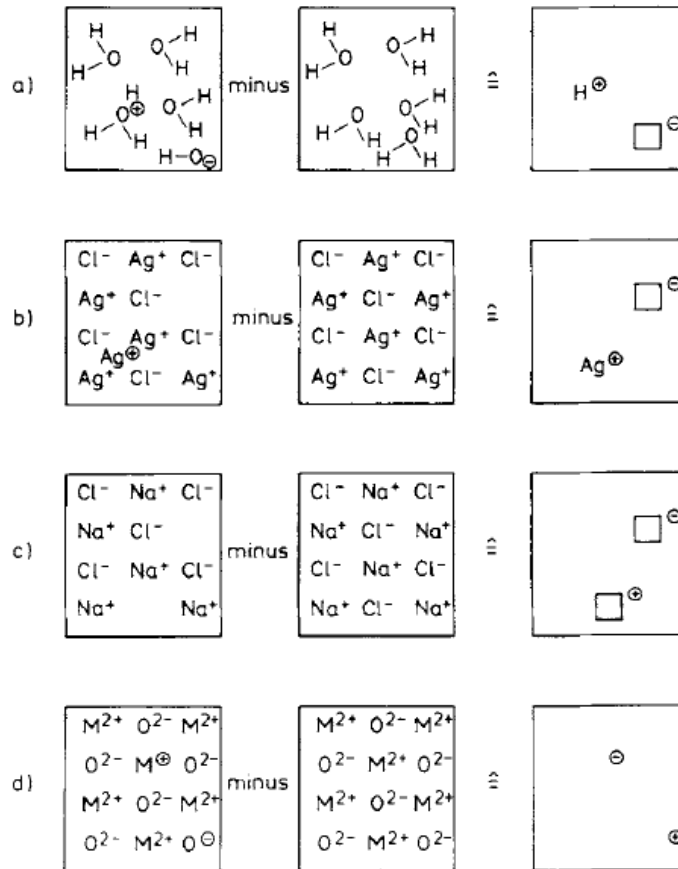 H O H H O H
H O H H O H
H
a) H O⊕ H O H minus H O O H ≙ H⊕
H H H H O H □⊖
H–O⊖ H H
Cl⁻ Ag⁺ Cl⁻ Cl⁻ Ag⁺ Cl⁻
Ag⁺ Cl⁻ Ag⁺ Cl⁻ Ag⁺ □⊖
b) minus ≙
Cl⁻ Ag⁺ Cl⁻ Cl⁻ Ag⁺ Cl⁻
Ag⊕ Ag⊕
Ag⁺ Cl⁻ Ag⁺ Ag⁺ Cl⁻ Ag⁺
Cl⁻ Na⁺ Cl⁻ Cl⁻ Na⁺ Cl⁻
Na⁺ Cl⁻ Na⁺ Cl⁻ Na⁺ □⊖
c) minus ≙
Cl⁻ Na⁺ Cl⁻ Cl⁻ Na⁺ Cl⁻
Na⁺ Na⁺ Na⁺ Cl⁻ Na⁺ □⊕
M²⁺ O²⁻ M²⁺ M²⁺ O²⁻ M²⁺
O²⁻ M⊕ O²⁻ O²⁻ M²⁺ O²⁻ ⊖
d) minus ≙
M²⁺ O²⁻ M²⁺ M²⁺ O²⁻ M²⁺
O²⁻ M²⁺ O⊖ O²⁻ M²⁺ O²⁻ ⊕